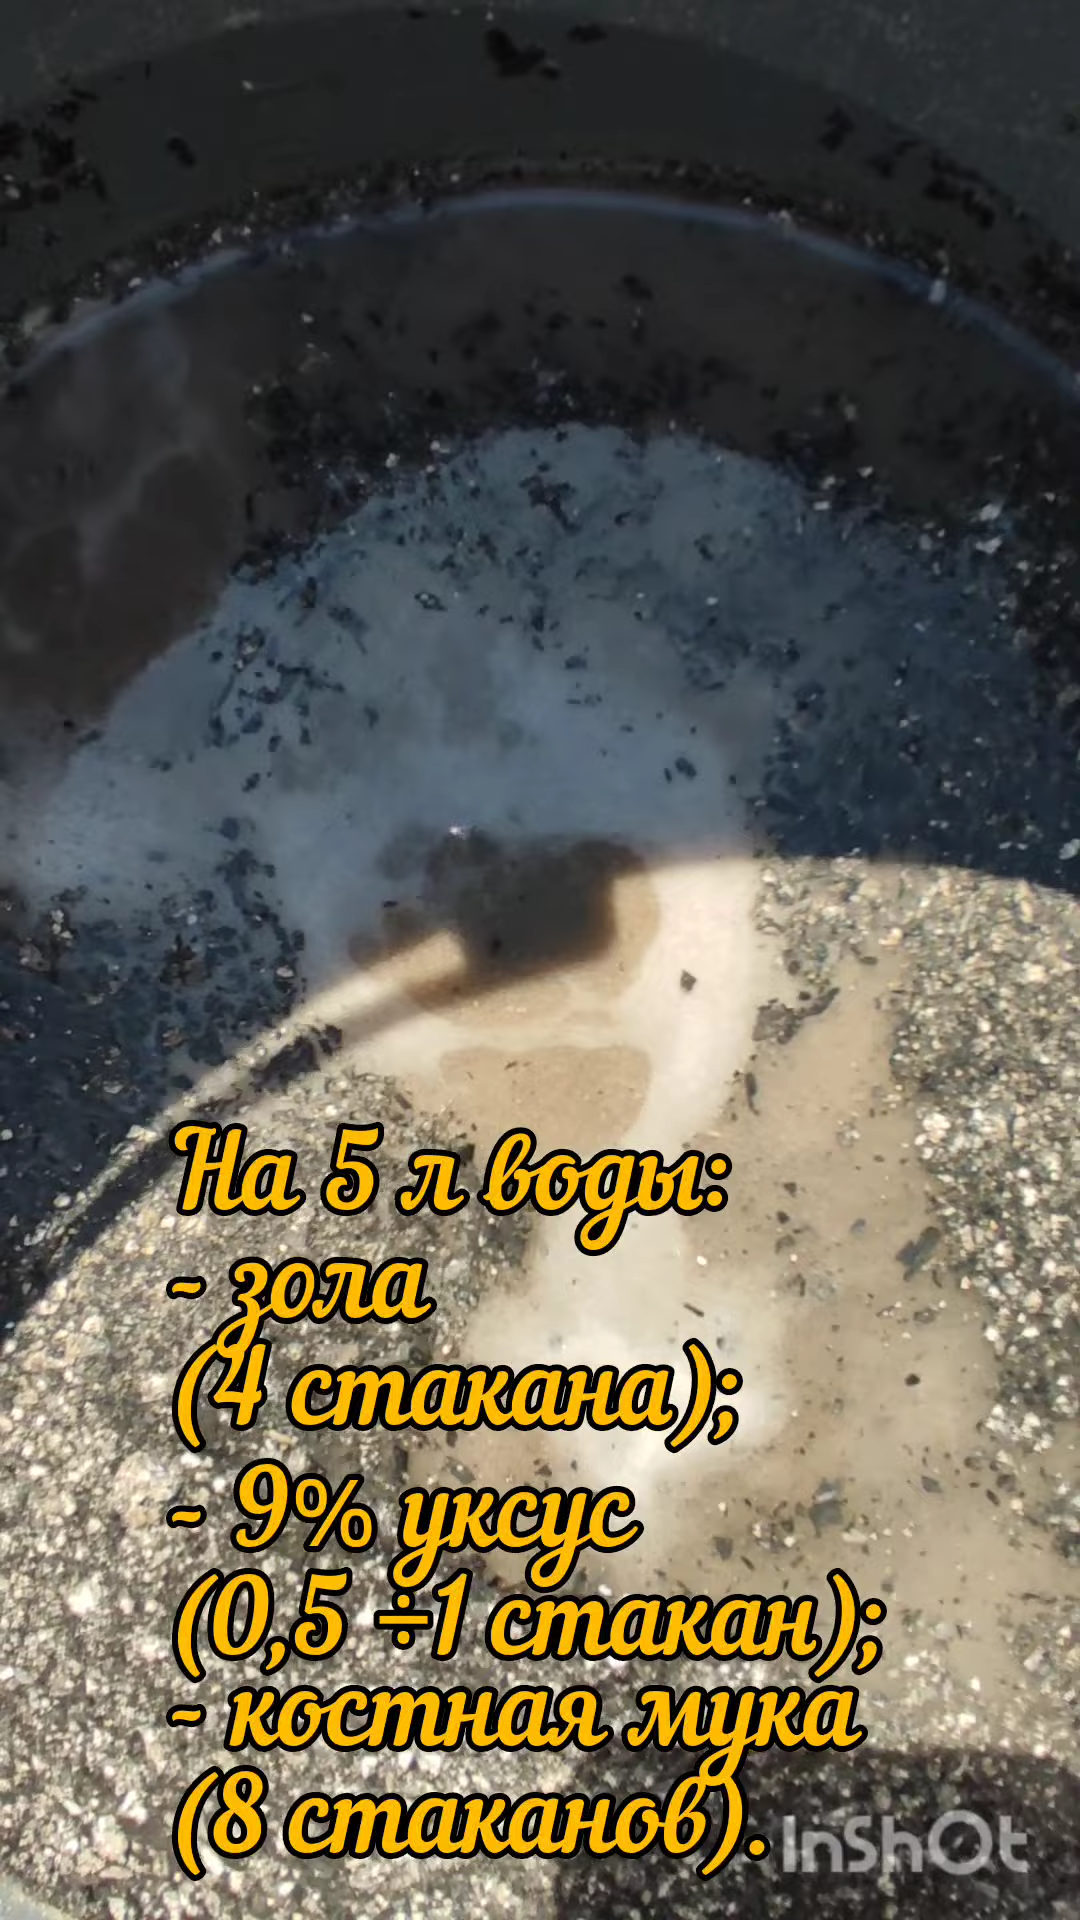 На 5 л воды:
- зола
(4 стакана);
- 9% уксус
(0,5 ÷1 стакан);
- костная мука
(8 стаканов).
InShOt